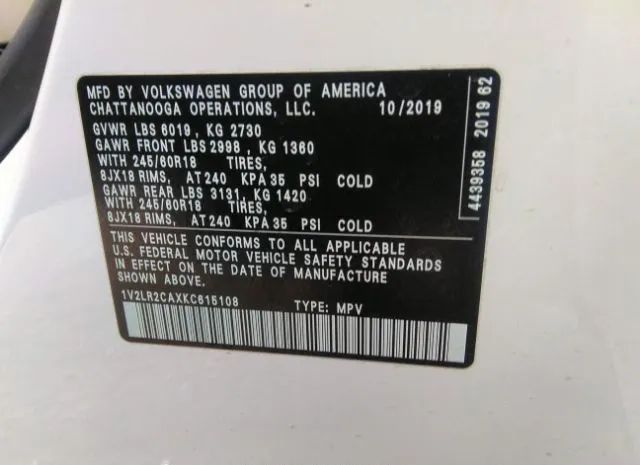 MFD BY VOLKSWAGEN GROUP OF AMERICA
CHATTANOOGA OPERATIONS, LLC. 10/2019
GVWR LBS 6019 , KG 2730
GAWR FRONT LBS 2998 , KG 1360
WITH 245/60R18 TIRES,
8JX18 RIMS, AT 240 KPA 35 PSI COLD
GAWR REAR LBS 3131, KG 1420
WITH 245/60R18 TIRES,
8JX18 RIMS, AT 240 KPA 35 PSI COLD
THIS VEHICLE CONFORMS TO ALL APPLICABLE
U.S. FEDERAL MOTOR VEHICLE SAFETY STANDARDS
IN EFFECT ON THE DATE OF MANUFACTURE
SHOWN ABOVE.
1V2LR2CAXKC615108 TYPE: MPV
4439358 2019 62